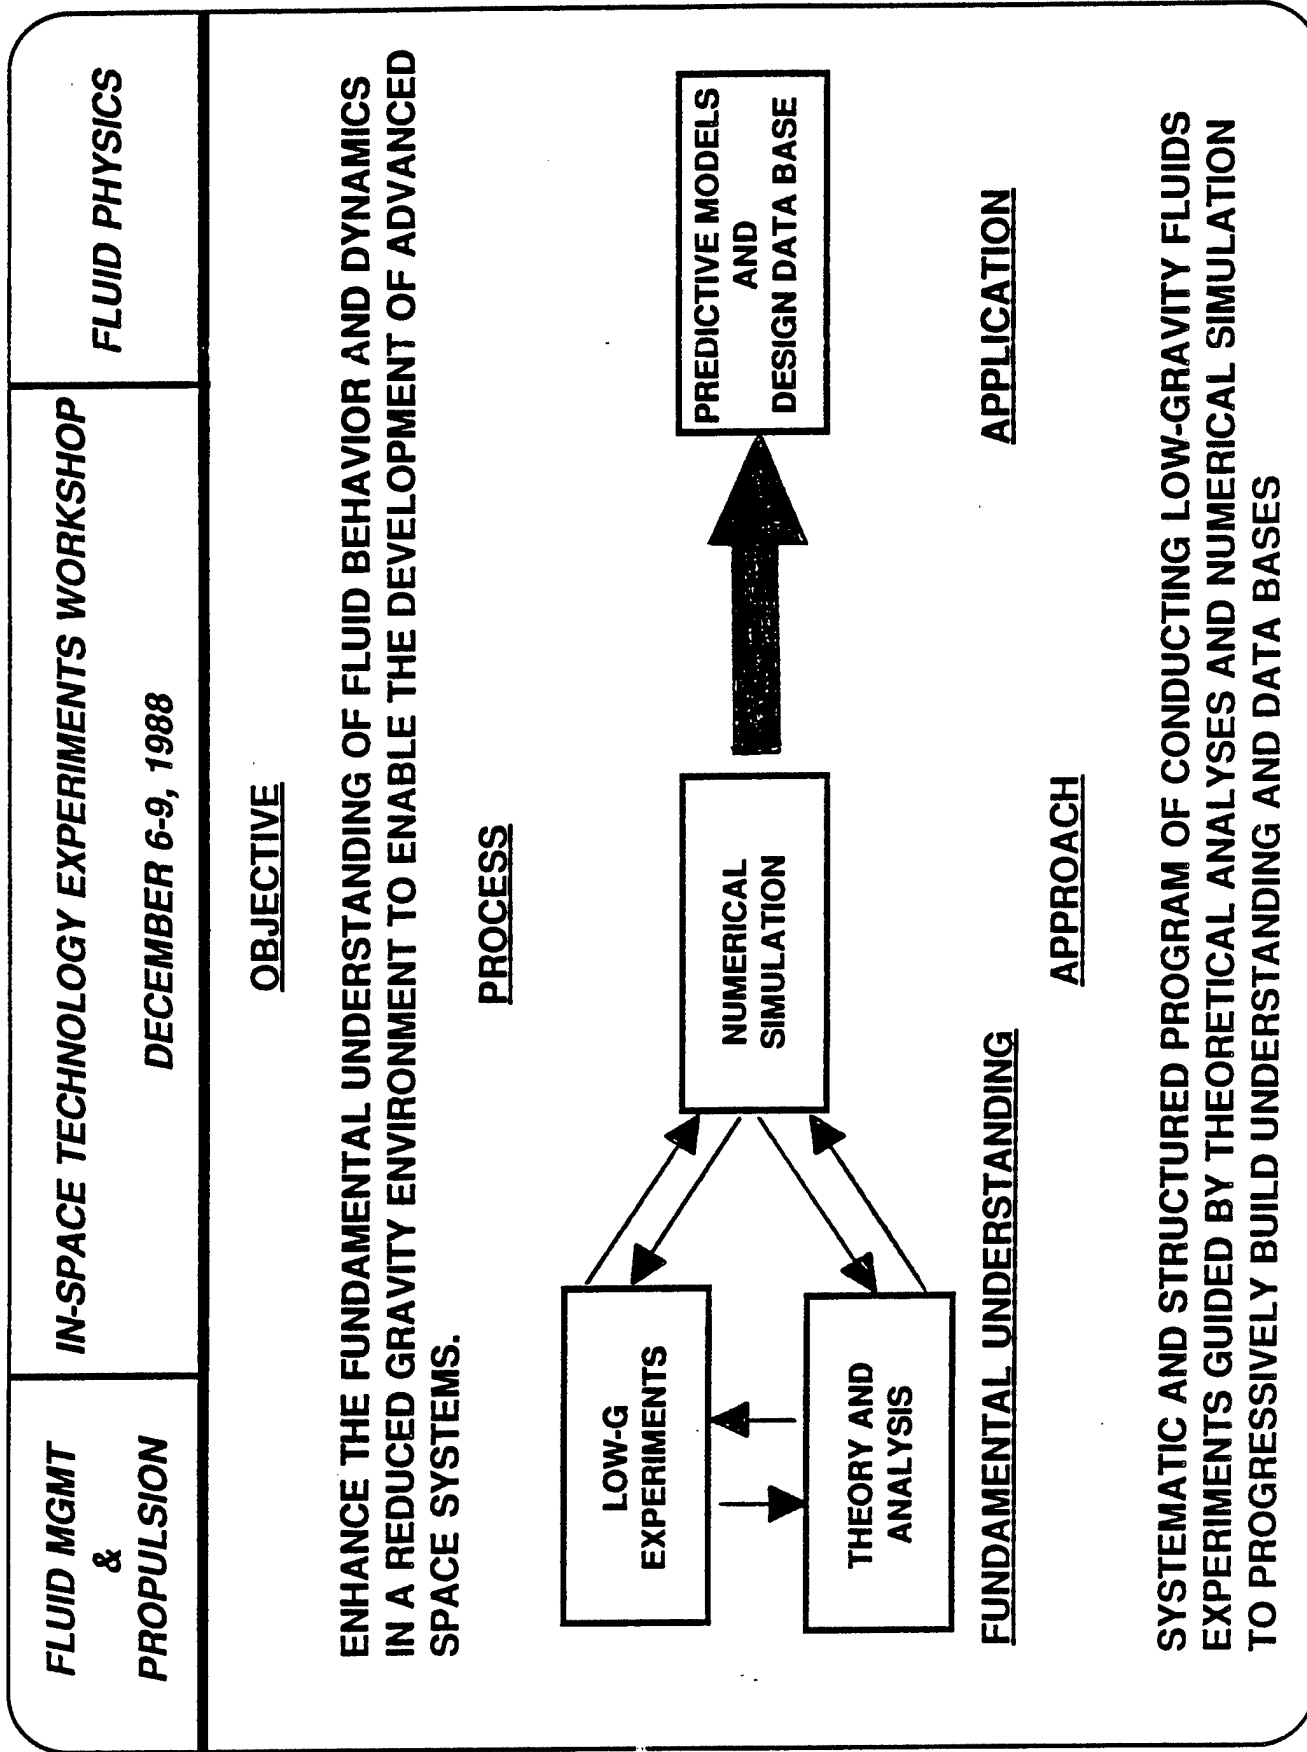 FLUID MGMT
&
PROPULSION
IN-SPACE TECHNOLOGY EXPERIMENTS WORKSHOP
DECEMBER 6-9, 1988
FLUID PHYSICS
OBJECTIVE
ENHANCE THE FUNDAMENTAL UNDERSTANDING OF FLUID BEHAVIOR AND DYNAMICS
IN A REDUCED GRAVITY ENVIRONMENT TO ENABLE THE DEVELOPMENT OF ADVANCED
SPACE SYSTEMS.
PROCESS
LOW-G
EXPERIMENTS
THEORY AND
ANALYSIS
NUMERICAL
SIMULATION
PREDICTIVE MODELS
AND
DESIGN DATA BASE
FUNDAMENTAL UNDERSTANDING
APPLICATION
APPROACH
SYSTEMATIC AND STRUCTURED PROGRAM OF CONDUCTING LOW-GRAVITY FLUIDS
EXPERIMENTS GUIDED BY THEORETICAL ANALYSES AND NUMERICAL SIMULATION
TO PROGRESSIVELY BUILD UNDERSTANDING AND DATA BASES